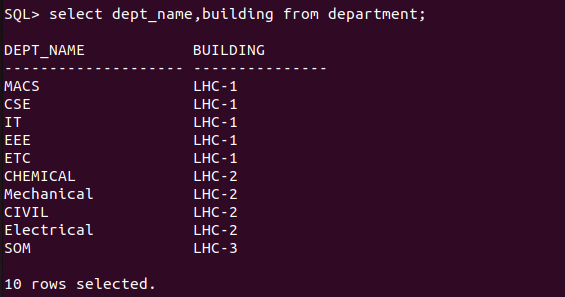 SQL> select dept_name,building from department;
DEPT_NAME            BUILDING
-------------------- ---------------
MACS                 LHC-1
CSE                  LHC-1
IT                   LHC-1
EEE                  LHC-1
ETC                  LHC-1
CHEMICAL             LHC-2
Mechanical           LHC-2
CIVIL                LHC-2
Electrical           LHC-2
SOM                  LHC-3
10 rows selected.